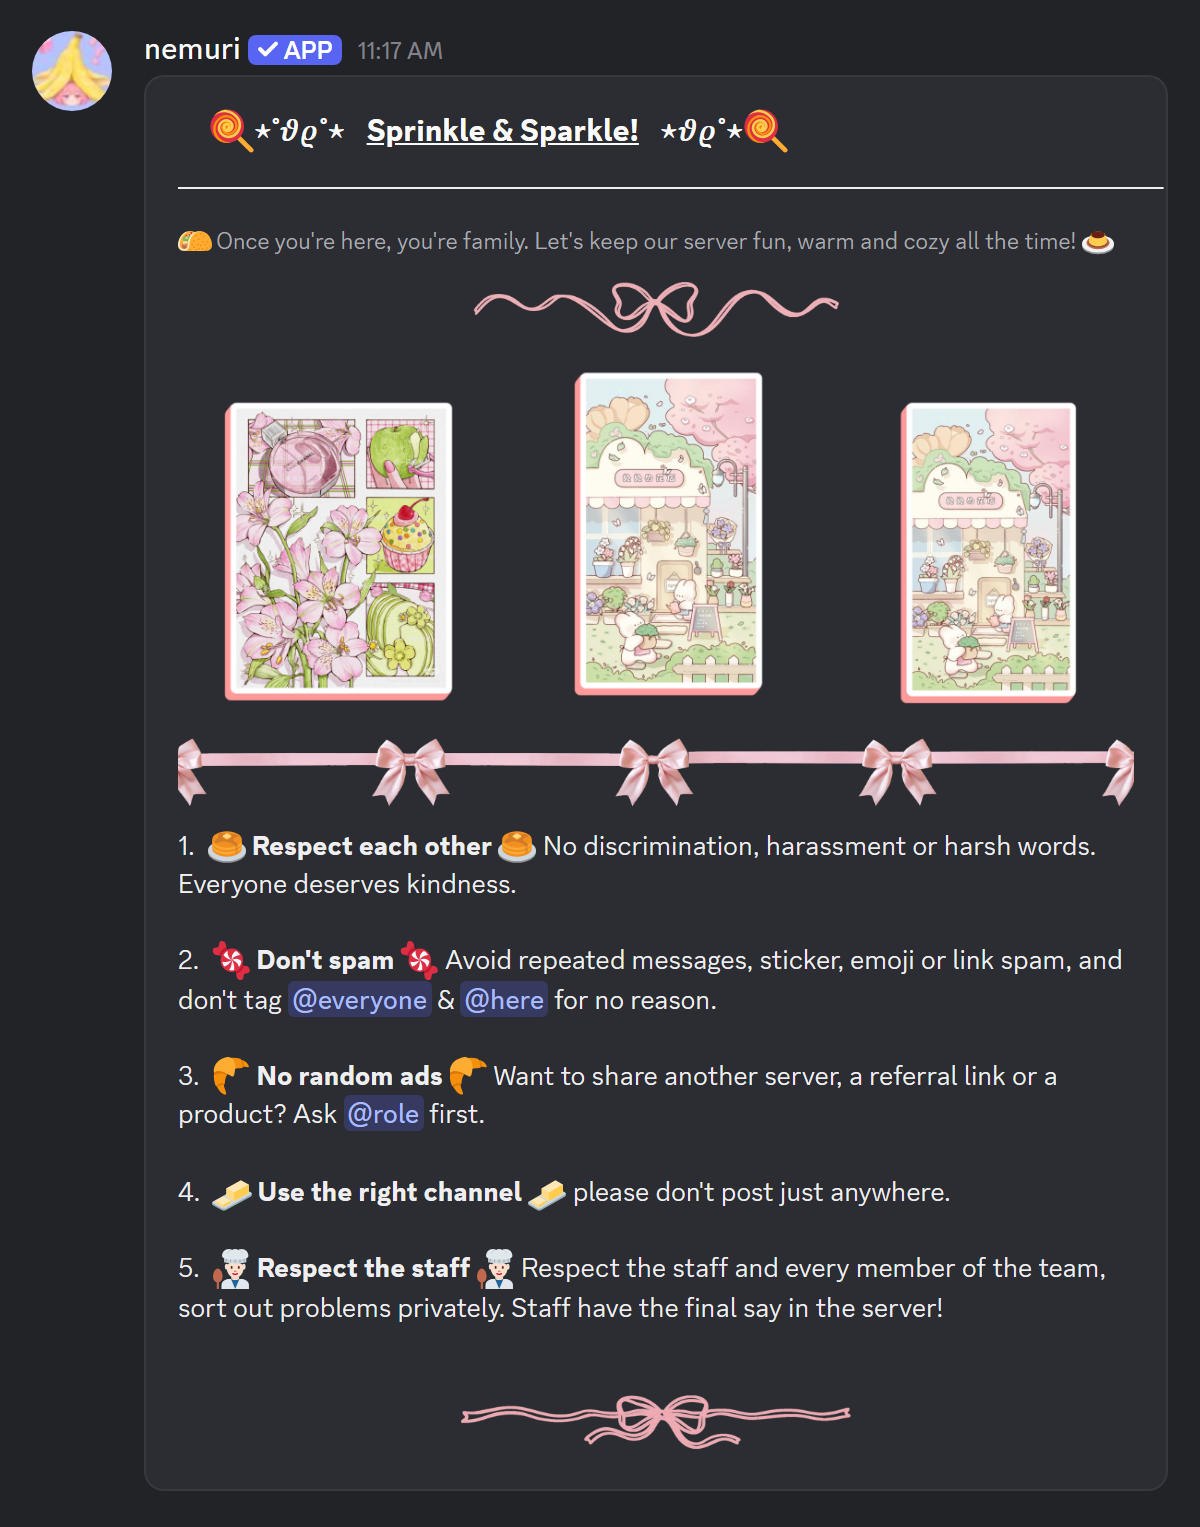 nemuri ✔ APP 11:17 AM
🍭⋆˚𝜗𝜚˚⋆ Sprinkle & Sparkle! ⋆𝜗𝜚˚⋆🍭
🌮 Once you're here, you're family. Let's keep our server fun, warm and cozy all the time! 🍮
1. 🥞 Respect each other 🥞 No discrimination, harassment or harsh words.
Everyone deserves kindness.
2. 🍬 Don't spam 🍬 Avoid repeated messages, sticker, emoji or link spam, and
don't tag @everyone & @here for no reason.
3. 🥐 No random ads 🥐 Want to share another server, a referral link or a
product? Ask @role first.
4. 🧈 Use the right channel 🧈 please don't post just anywhere.
5. 👨🏻‍🍳 Respect the staff 👨🏻‍🍳 Respect the staff and every member of the team,
sort out problems privately. Staff have the final say in the server!